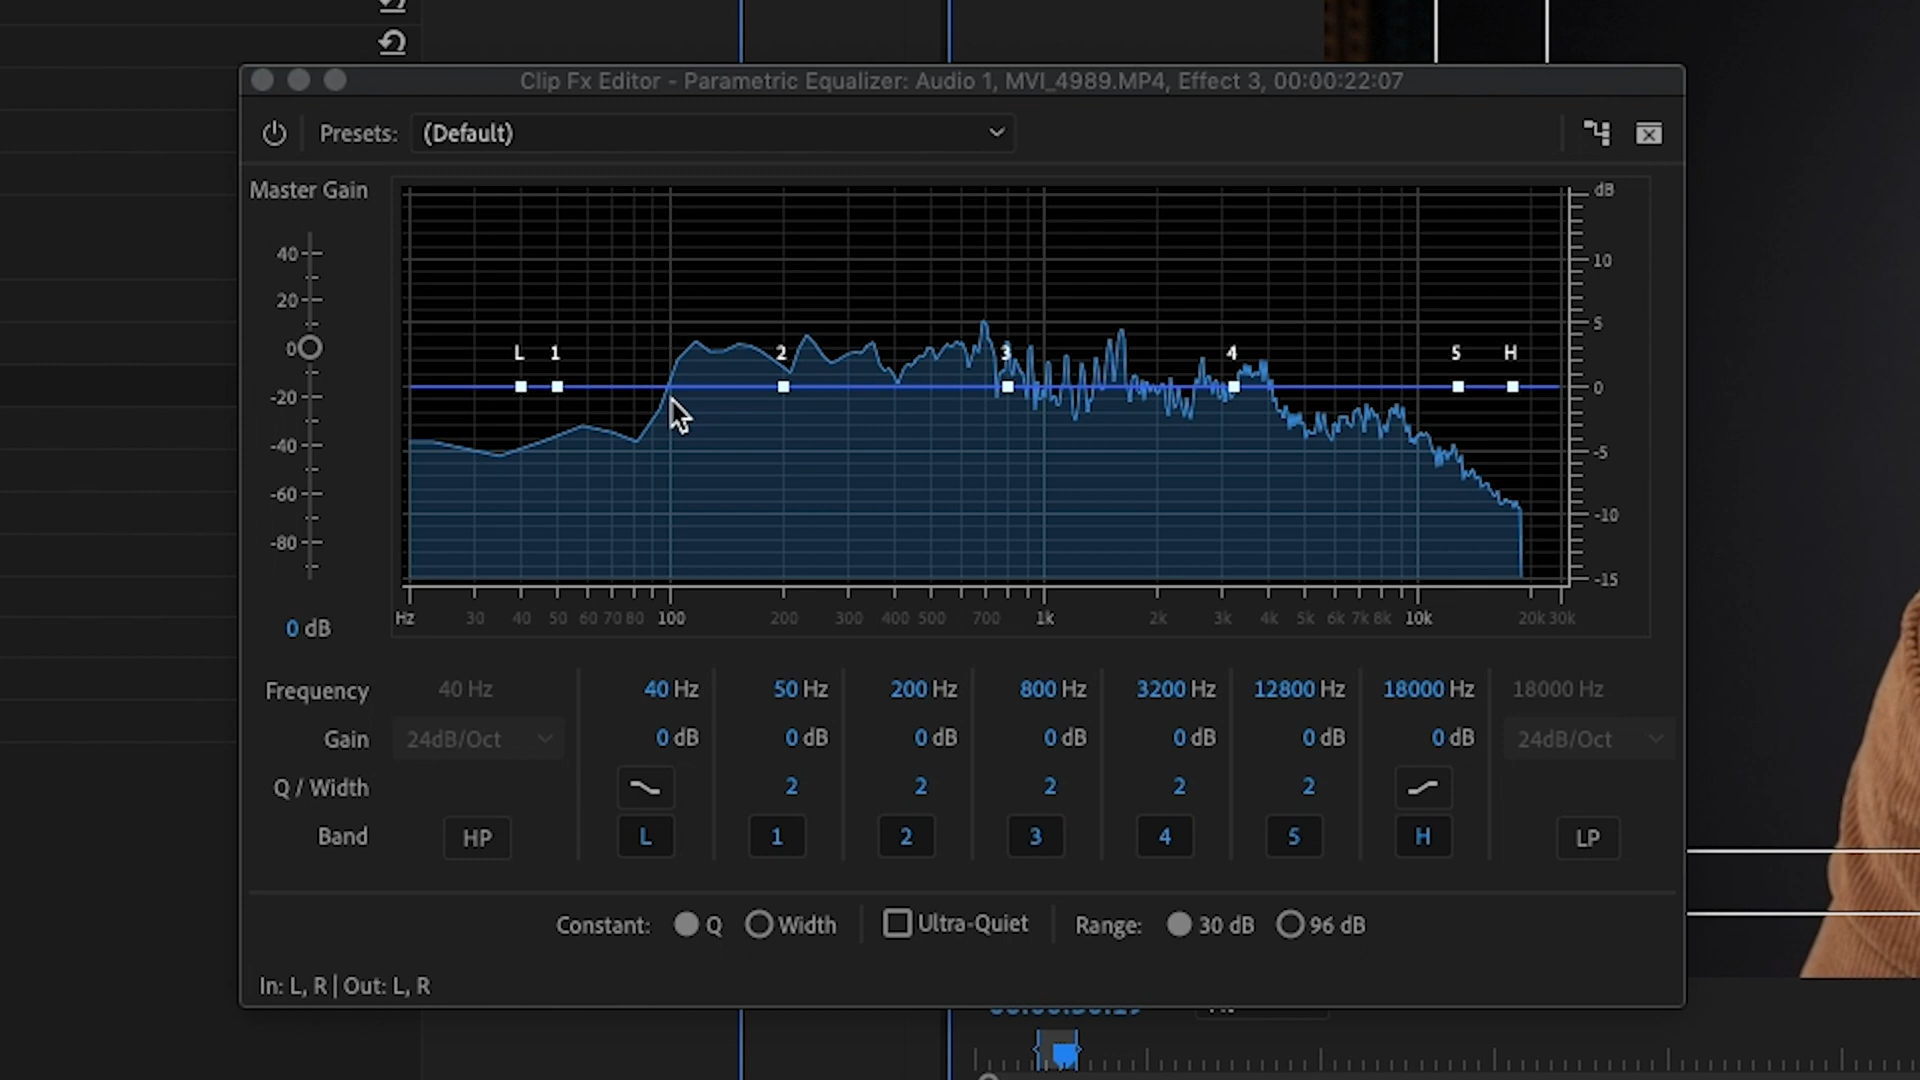 Clip Fx Editor - Parametric Equalizer: Audio 1, MVI_4989.MP4, Effect 3, 00:00:22:07
Presets: (Default)
Master Gain
dB
40
20
0
-20
-40
-60
-80
0 dB
L 1 2 3 4 5 H
10
5
0
-5
-10
-15
Hz 30 40 50 60 70 80 100 200 300 400 500 700 1k 2k 3k 4k 5k 6k 7k 8k 10k 20k 30k
Frequency 40 Hz 40 Hz 50 Hz 200 Hz 800 Hz 3200 Hz 12800 Hz 18000 Hz 18000 Hz
Gain 24dB/Oct 0 dB 0 dB 0 dB 0 dB 0 dB 0 dB 0 dB 24dB/Oct
Q / Width 2 2 2 2 2
Band HP L 1 2 3 4 5 H LP
Constant: Q Width Ultra-Quiet Range: 30 dB 96 dB
In: L, R | Out: L, R